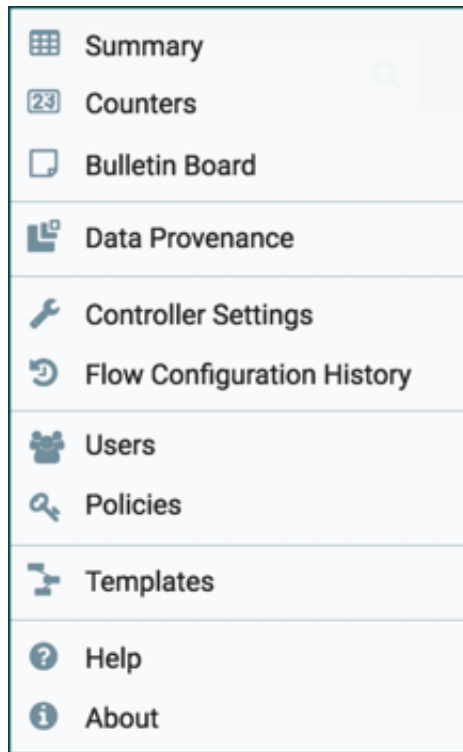 Summary
23 Counters
Bulletin Board
Data Provenance
Controller Settings
Flow Configuration History
Users
Policies
Templates
? Help
i About